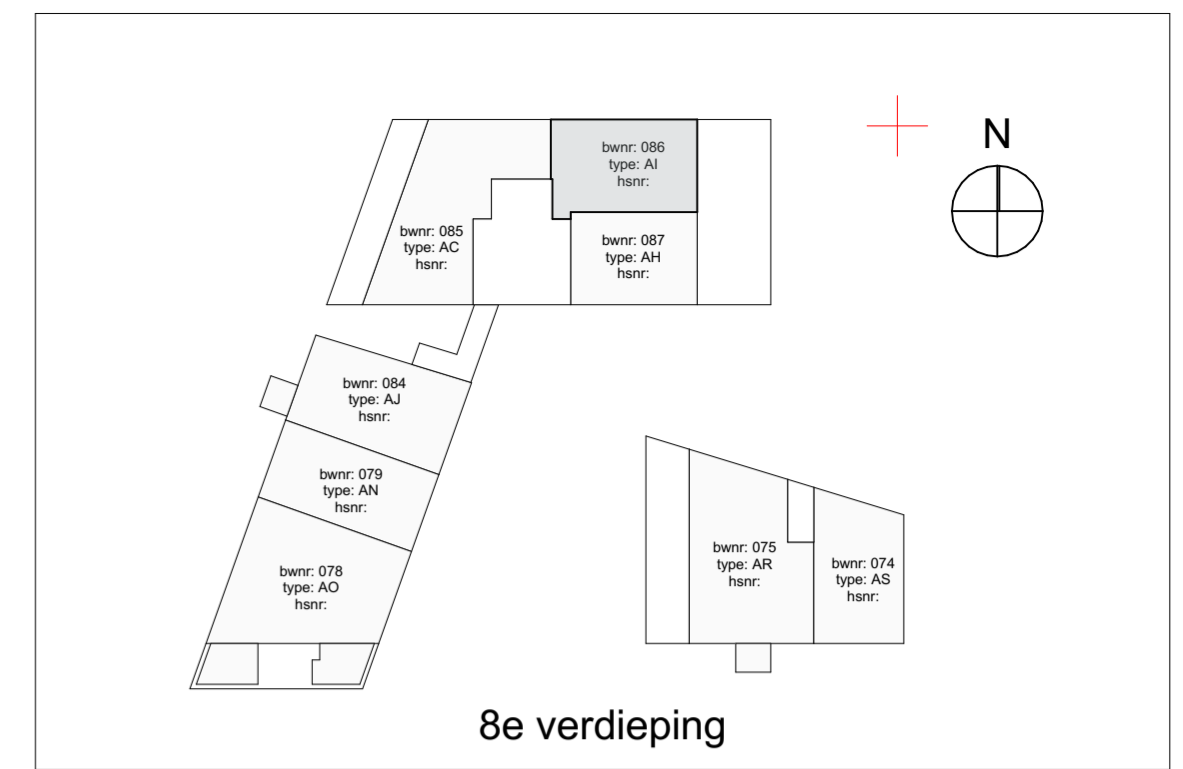 N
bwnr: 086
type: AI
hsnr:
bwnr: 085
type: AC
hsnr:
bwnr: 087
type: AH
hsnr:
bwnr: 084
type: AJ
hsnr:
bwnr: 079
type: AN
hsnr:
bwnr: 078
type: AO
hsnr:
bwnr: 075
type: AR
hsnr:
bwnr: 074
type: AS
hsnr:
8e verdieping